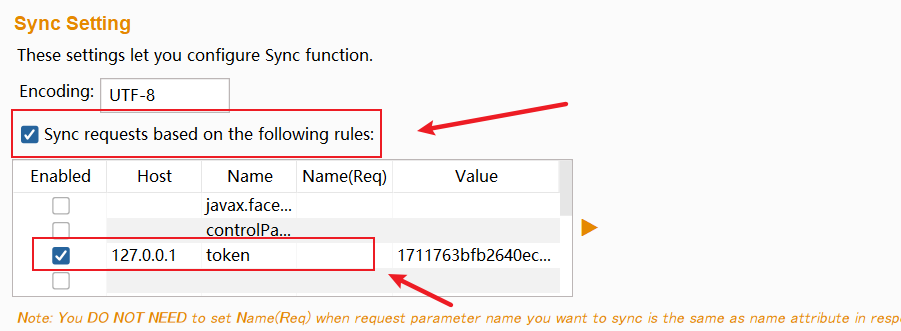 Sync Setting
These settings let you configure Sync function.
Encoding: UTF-8
Sync requests based on the following rules:
Enabled Host Name Name(Req) Value
javax.face...
controlPa...
127.0.0.1 token 1711763bfb2640ec...
Note: You DO NOT NEED to set Name(Req) when request parameter name you want to sync is the same as name attribute in resp